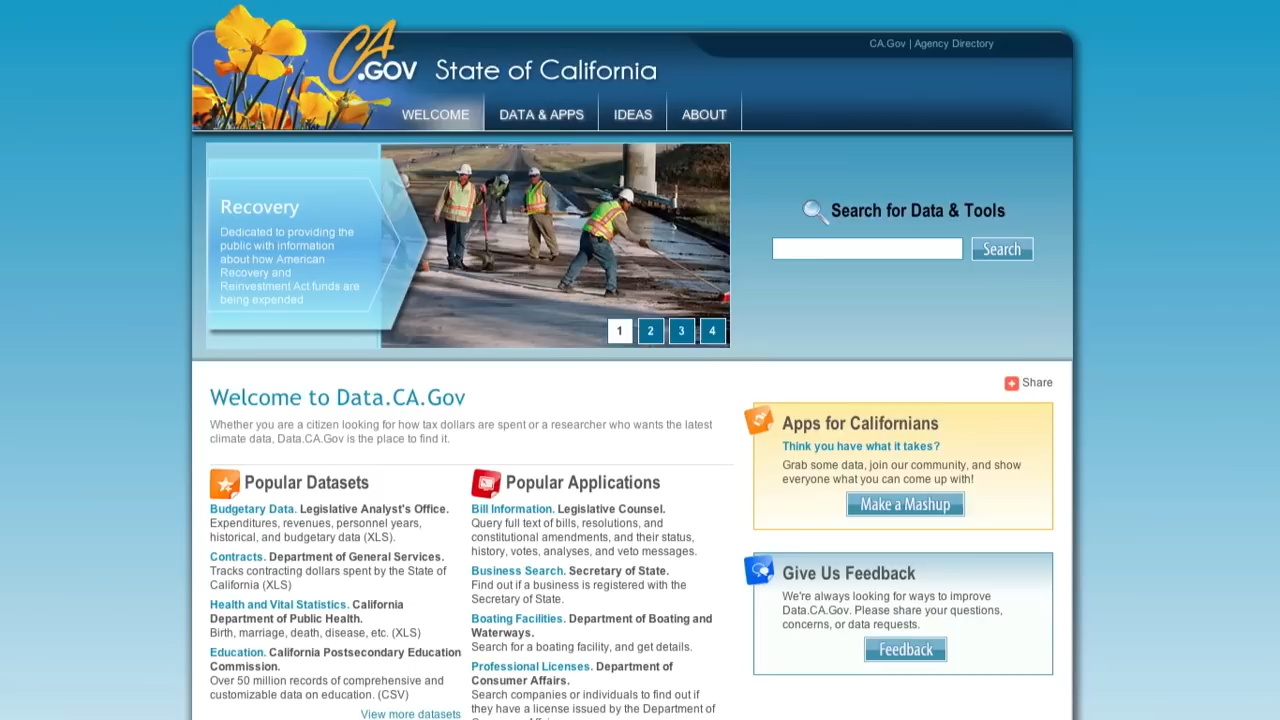 CA.Gov | Agency Directory
CA.GOV State of California
WELCOME DATA & APPS IDEAS ABOUT
Recovery
Dedicated to providing the
public with information
about how American
Recovery and
Reinvestment Act funds are
being expended
1 2 3 4
Search for Data & Tools
Search
Share
Welcome to Data.CA.Gov
Whether you are a citizen looking for how tax dollars are spent or a researcher who wants the latest
climate data, Data.CA.Gov is the place to find it.
Popular Datasets
Budgetary Data. Legislative Analyst's Office.
Expenditures, revenues, personnel years,
historical, and budgetary data (XLS).
Contracts. Department of General Services.
Tracks contracting dollars spent by the State of
California (XLS)
Health and Vital Statistics. California
Department of Public Health.
Birth, marriage, death, disease, etc. (XLS)
Education. California Postsecondary Education
Commission.
Over 50 million records of comprehensive and
customizable data on education. (CSV)
View more datasets
Popular Applications
Bill Information. Legislative Counsel.
Query full text of bills, resolutions, and
constitutional amendments, and their status,
history, votes, analyses, and veto messages.
Business Search. Secretary of State.
Find out if a business is registered with the
Secretary of State.
Boating Facilities. Department of Boating and
Waterways.
Search for a boating facility, and get details.
Professional Licenses. Department of
Consumer Affairs.
Search companies or individuals to find out if
they have a license issued by the Department of
Apps for Californians
Think you have what it takes?
Grab some data, join our community, and show
everyone what you can come up with!
Make a Mashup
Give Us Feedback
We're always looking for ways to improve
Data.CA.Gov. Please share your questions,
concerns, or data requests.
Feedback